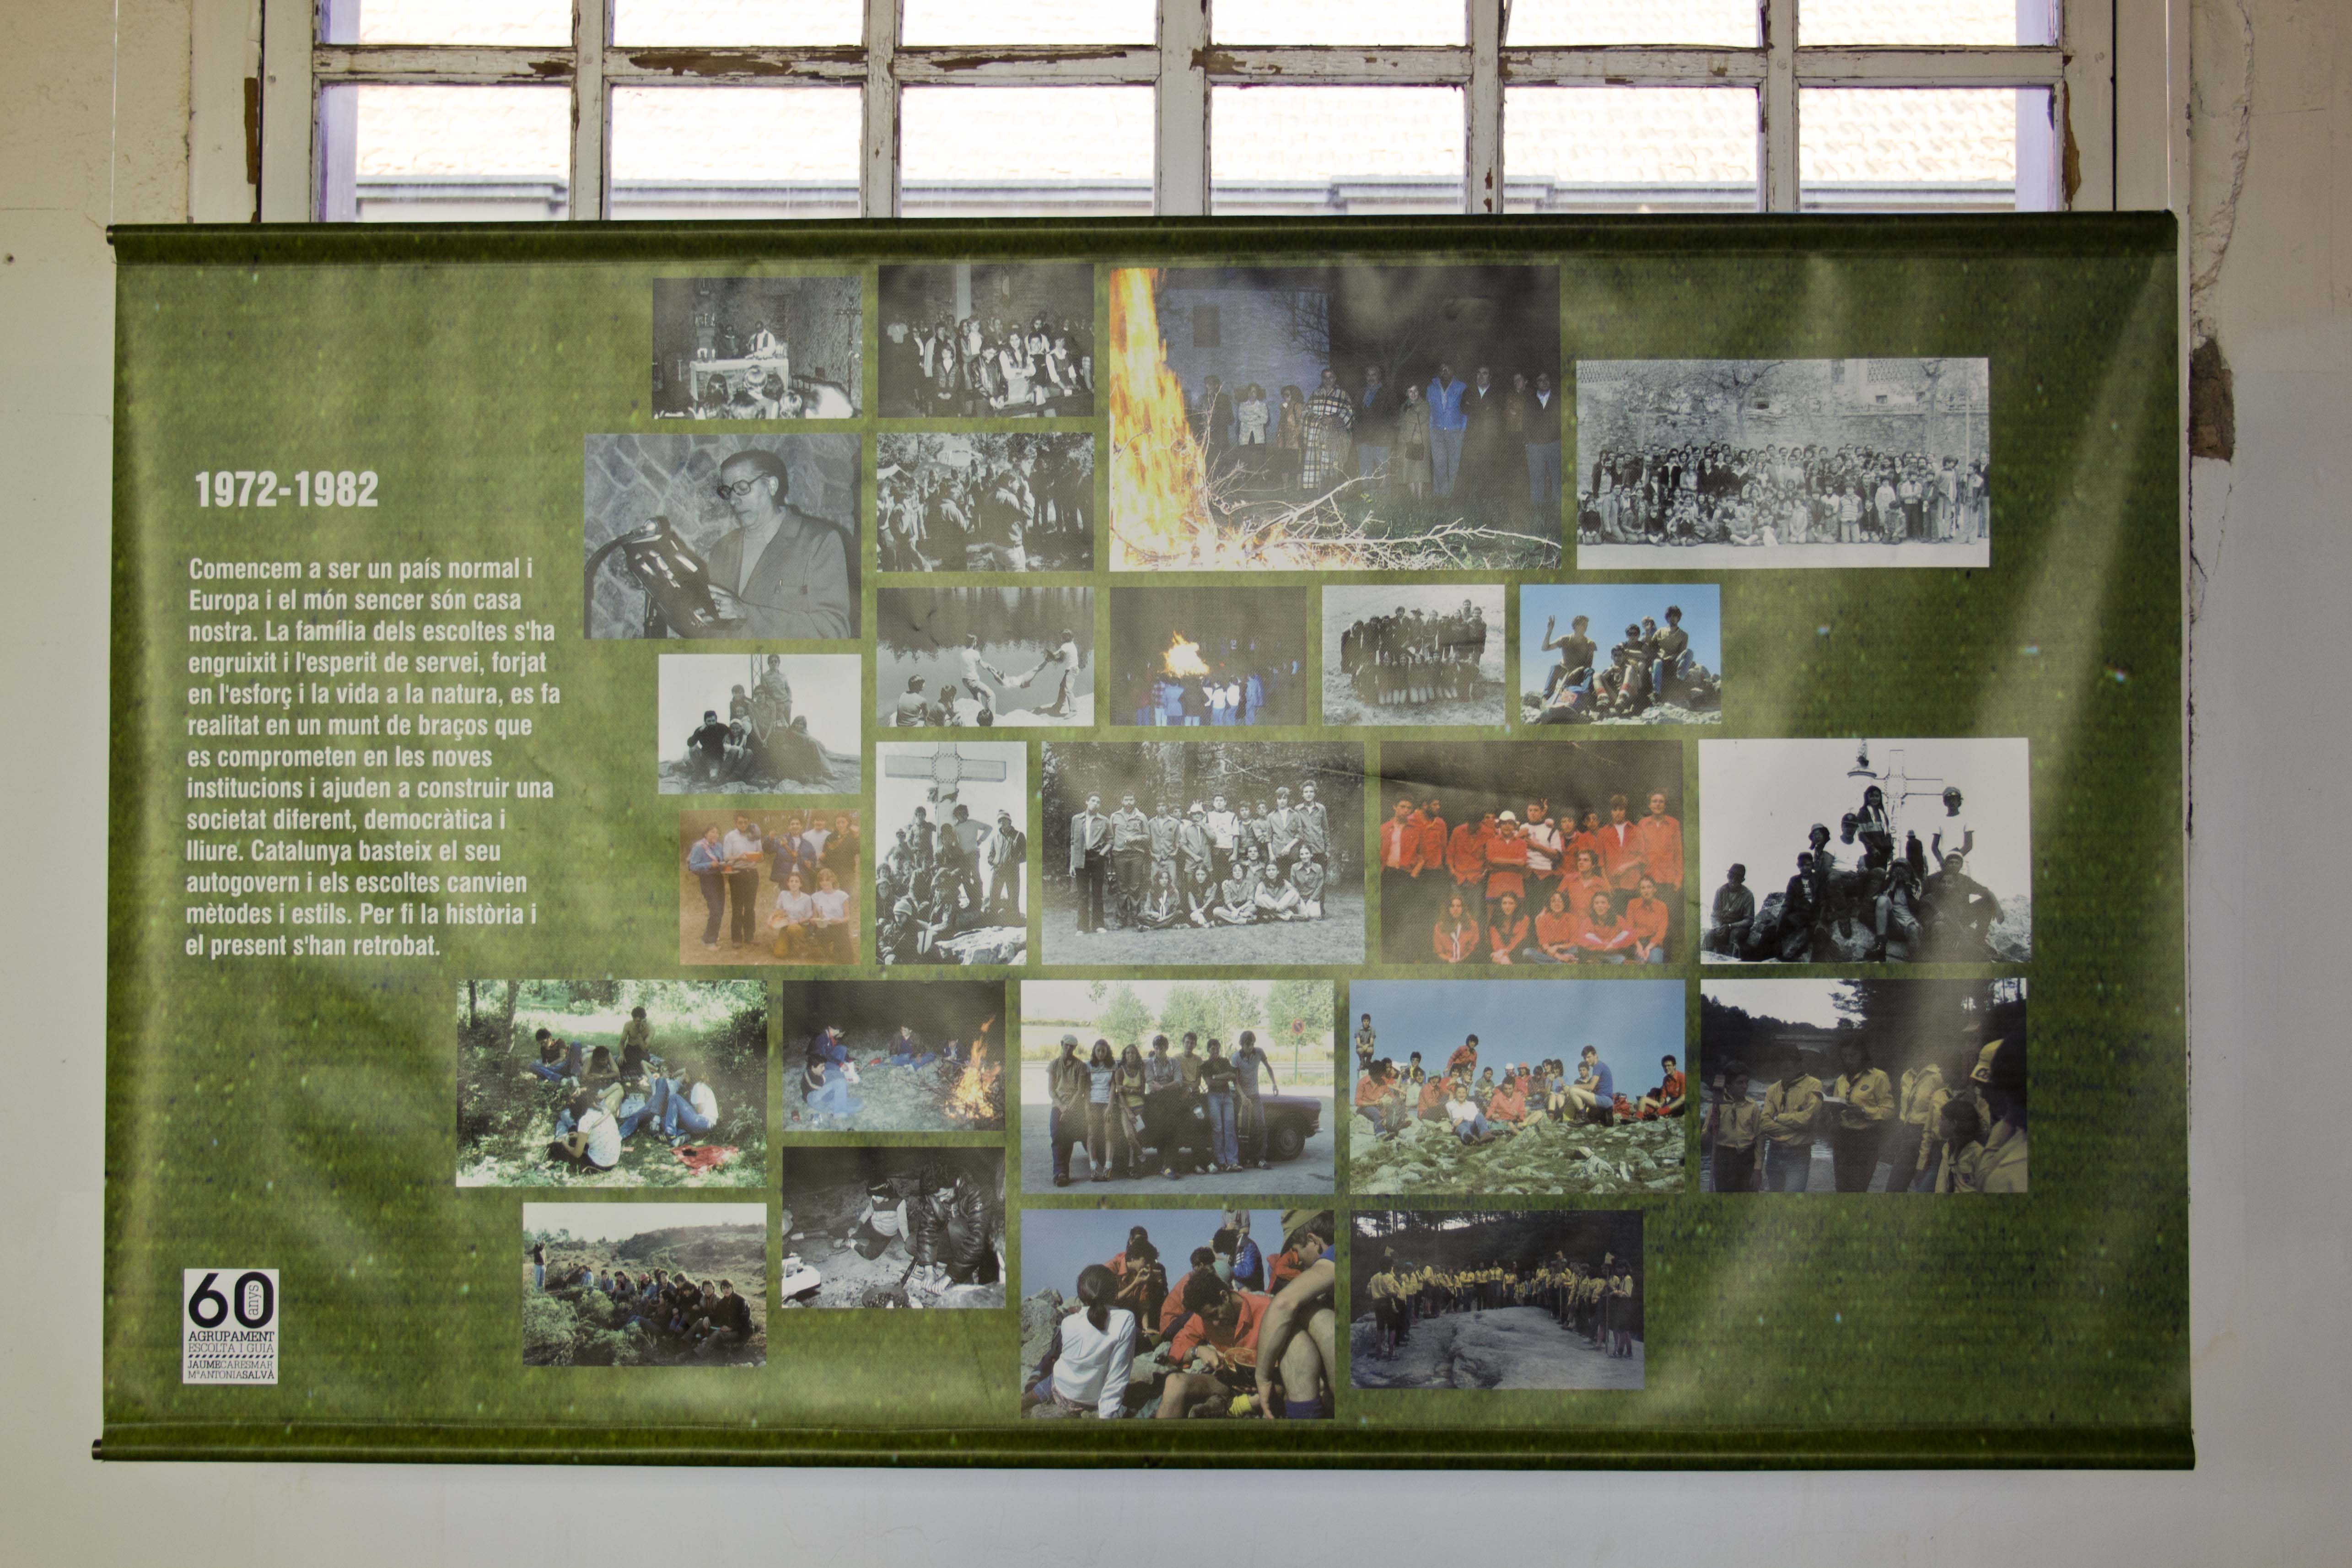 1972-1982
Comencem a ser un país normal i
Europa i el món sencer són casa
nostra. La família dels escoltes s'ha
engruixit i l'esperit de servei, forjat
en l'esforç i la vida a la natura, es fa
realitat en un munt de braços que
es comprometen en les noves
institucions i ajuden a construir una
societat diferent, democràtica i
lliure. Catalunya basteix el seu
autogovern i els escoltes canvien
mètodes i estils. Per fi la història i
el present s'han retrobat.
60 anys
AGRUPAMENT
ESCOLTA I GUIA
JAUMECARESMAR
MªANTONIASALVÀ